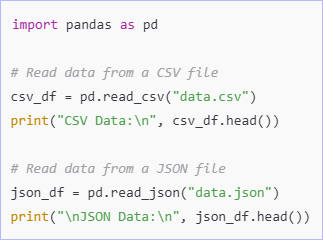 import pandas as pd
# Read data from a CSV file
csv_df = pd.read_csv("data.csv")
print("CSV Data:\n", csv_df.head())
# Read data from a JSON file
json_df = pd.read_json("data.json")
print("\nJSON Data:\n", json_df.head())